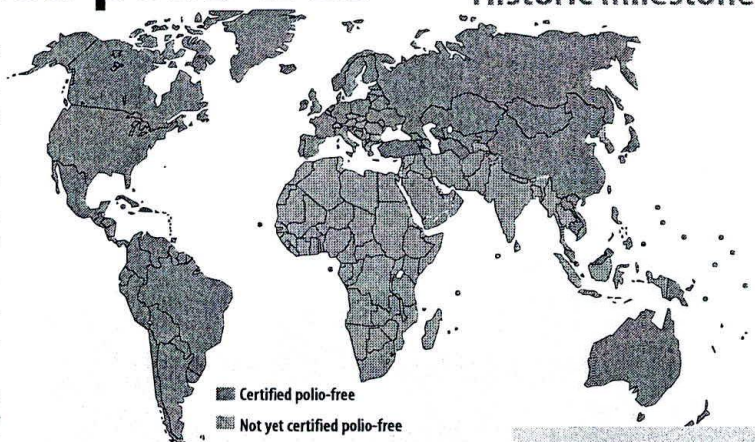 Historic milestone
Certified polio-free
Not yet certified polio-free